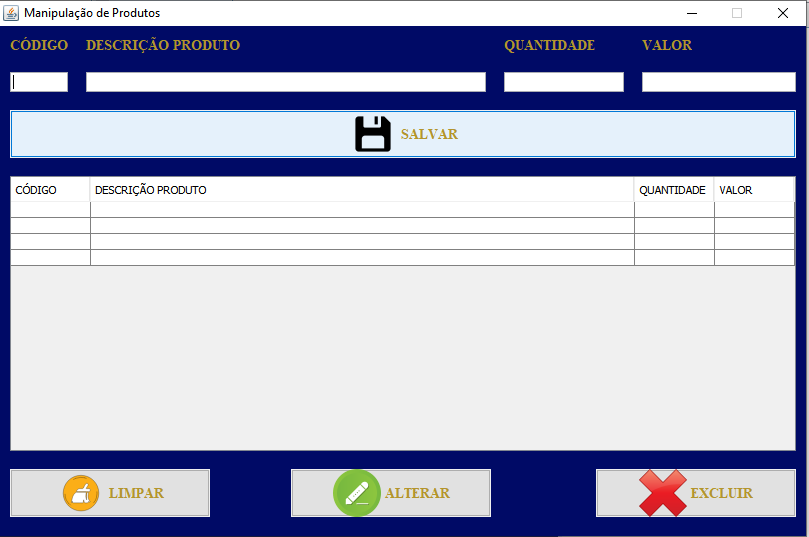 Manipulação de Produtos
CÓDIGO DESCRIÇÃO PRODUTO QUANTIDADE VALOR
SALVAR
CÓDIGO DESCRIÇÃO PRODUTO QUANTIDADE VALOR
LIMPAR ALTERAR EXCLUIR